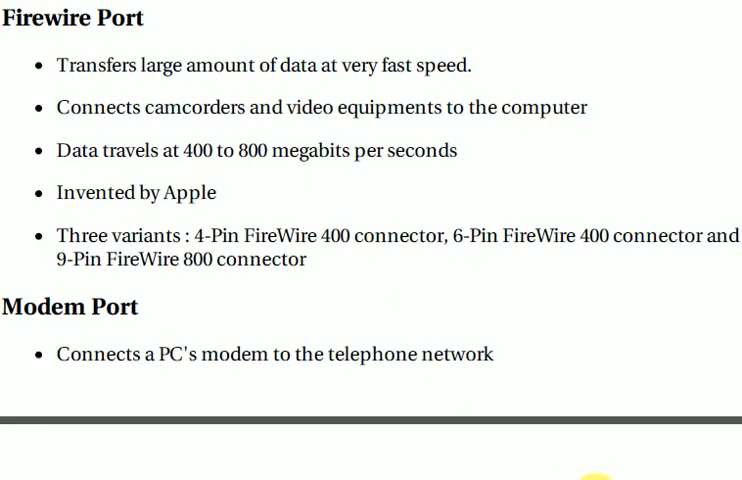 Firewire Port
• Transfers large amount of data at very fast speed.
• Connects camcorders and video equipments to the computer
• Data travels at 400 to 800 megabits per seconds
• Invented by Apple
• Three variants : 4-Pin FireWire 400 connector, 6-Pin FireWire 400 connector and
9-Pin FireWire 800 connector
Modem Port
• Connects a PC's modem to the telephone network